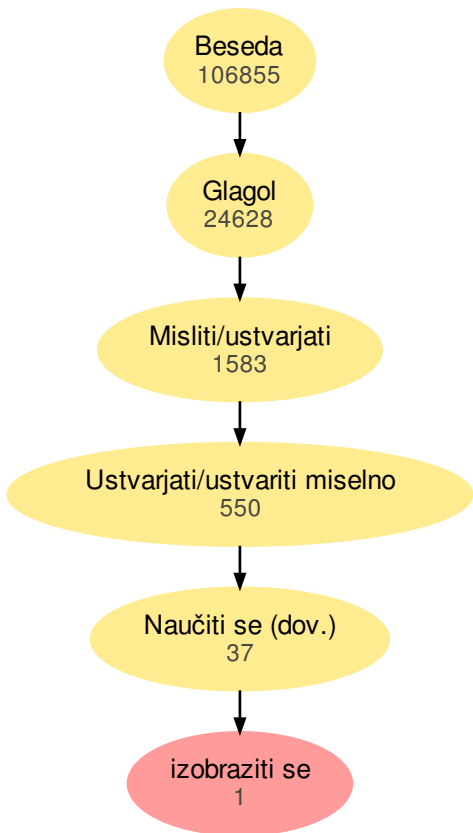 Beseda
106855
Glagol
24628
Misliti/ustvarjati
1583
Ustvarjati/ustvariti miselno
550
Naučiti se (dov.)
37
izobraziti se
1